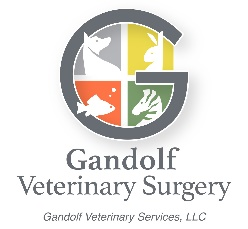 G
Gandolf
Veterinary Surgery
Gandolf Veterinary Services, LLC